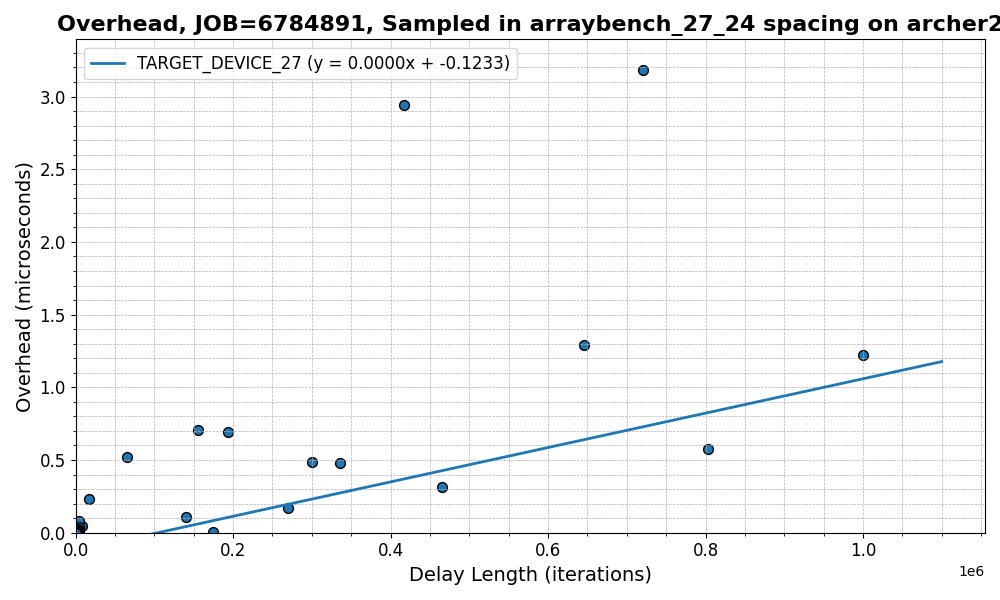 Overhead, JOB=6784891, Sampled in arraybench_27_24 spacing on archer2
TARGET_DEVICE_27 (y = 0.0000x + -0.1233)
Overhead (microseconds)
3.0
2.5
2.0
1.5
1.0
0.5
0.0
0.0 0.2 0.4 0.6 0.8 1.0
1e6
Delay Length (iterations)